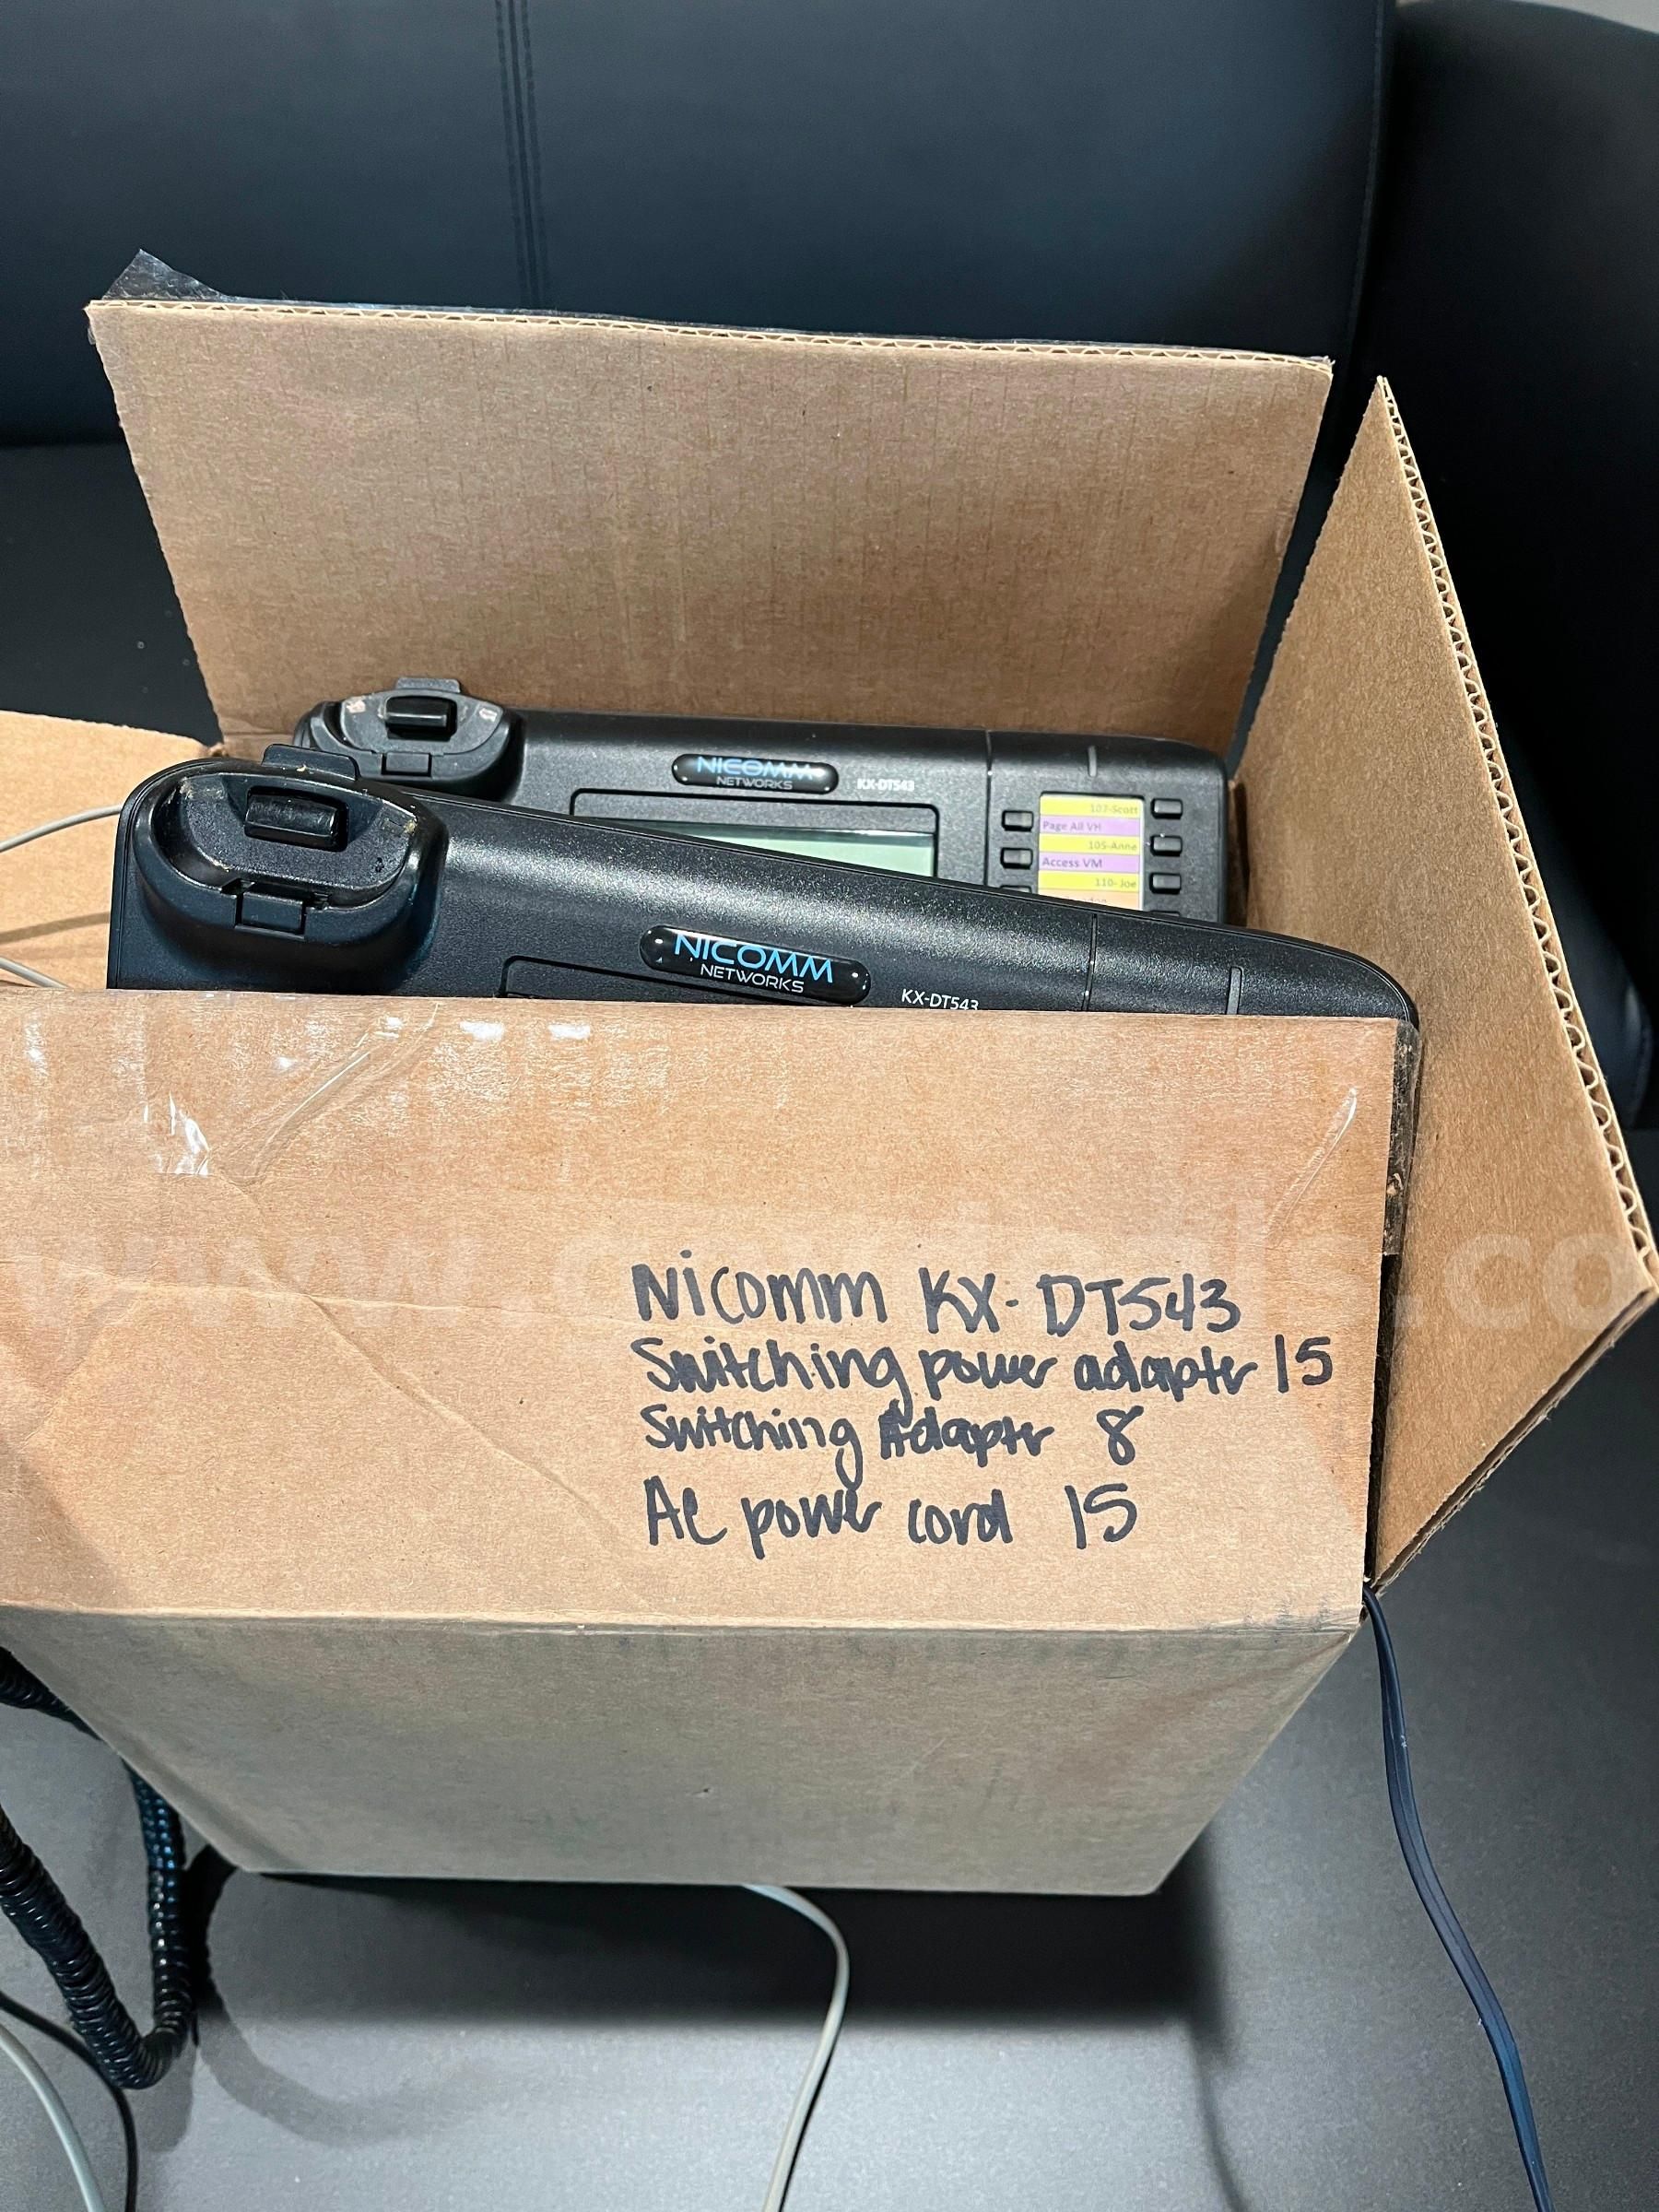 NICOMM
NETWORKS
KX-DT543
107-Scott
Page All VH
105-Anne
Access VM
110-Joe
NICOMM
NETWORKS
KX-DT543
Nicomm KX-DT543
Switching power adapter 15
Switching Adapter 8
AC power cord 15